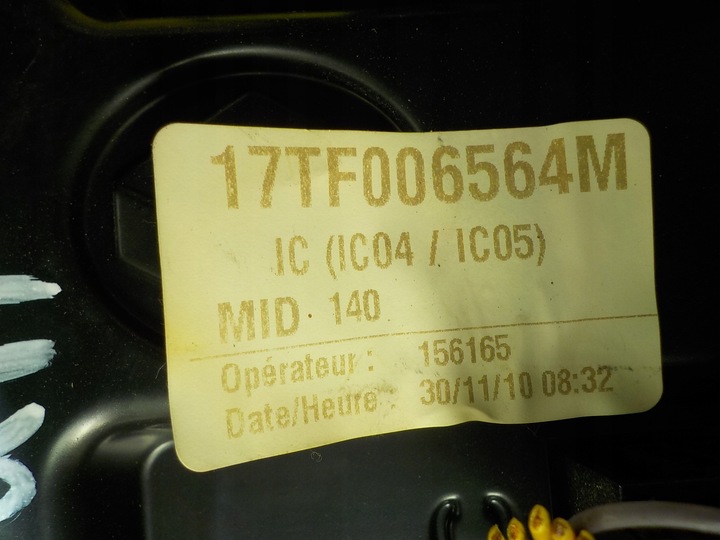 17TF006564M
IC (IC04 / IC05)
MID 140
Opérateur : 156165
Date/Heure : 30/11/10 08:32